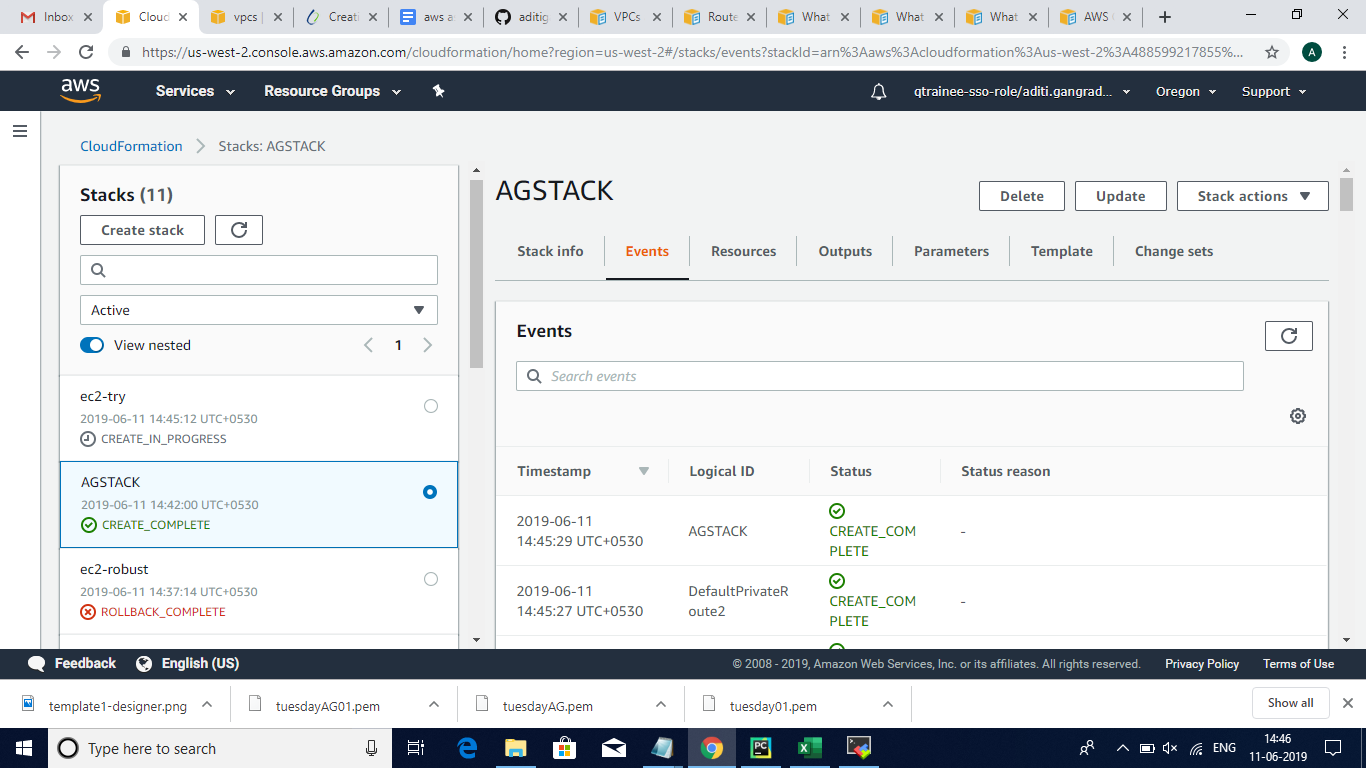 Inbox
Cloud
vpcs |
Creati
aws a
aditig
VPCs
Route
What
What
What
AWS
https://us-west-2.console.aws.amazon.com/cloudformation/home?region=us-west-2#/stacks/events?stackId=arn%3Aaws%3Acloudformation%3Aus-west-2%3A488599217855%...
A
aws
Services
Resource Groups
qtrainee-sso-role/aditi.gangrad...
Oregon
Support
CloudFormation
Stacks: AGSTACK
Stacks (11)
Create stack
Active
View nested
1
ec2-try
2019-06-11 14:45:12 UTC+0530
CREATE_IN_PROGRESS
AGSTACK
2019-06-11 14:42:00 UTC+0530
CREATE_COMPLETE
ec2-robust
2019-06-11 14:37:14 UTC+0530
ROLLBACK_COMPLETE
AGSTACK
Delete
Update
Stack actions
Stack info
Events
Resources
Outputs
Parameters
Template
Change sets
Events
Search events
Timestamp
Logical ID
Status
Status reason
2019-06-11
14:45:29 UTC+0530
AGSTACK
CREATE_COM
PLETE
-
2019-06-11
14:45:27 UTC+0530
DefaultPrivateR
oute2
CREATE_COM
PLETE
-
Feedback
English (US)
© 2008 - 2019, Amazon Web Services, Inc. or its affiliates. All rights reserved.
Privacy Policy
Terms of Use
template1-designer.png
tuesdayAG01.pem
tuesdayAG.pem
tuesday01.pem
Show all
Type here to search
PC
ENG
14:46
11-06-2019